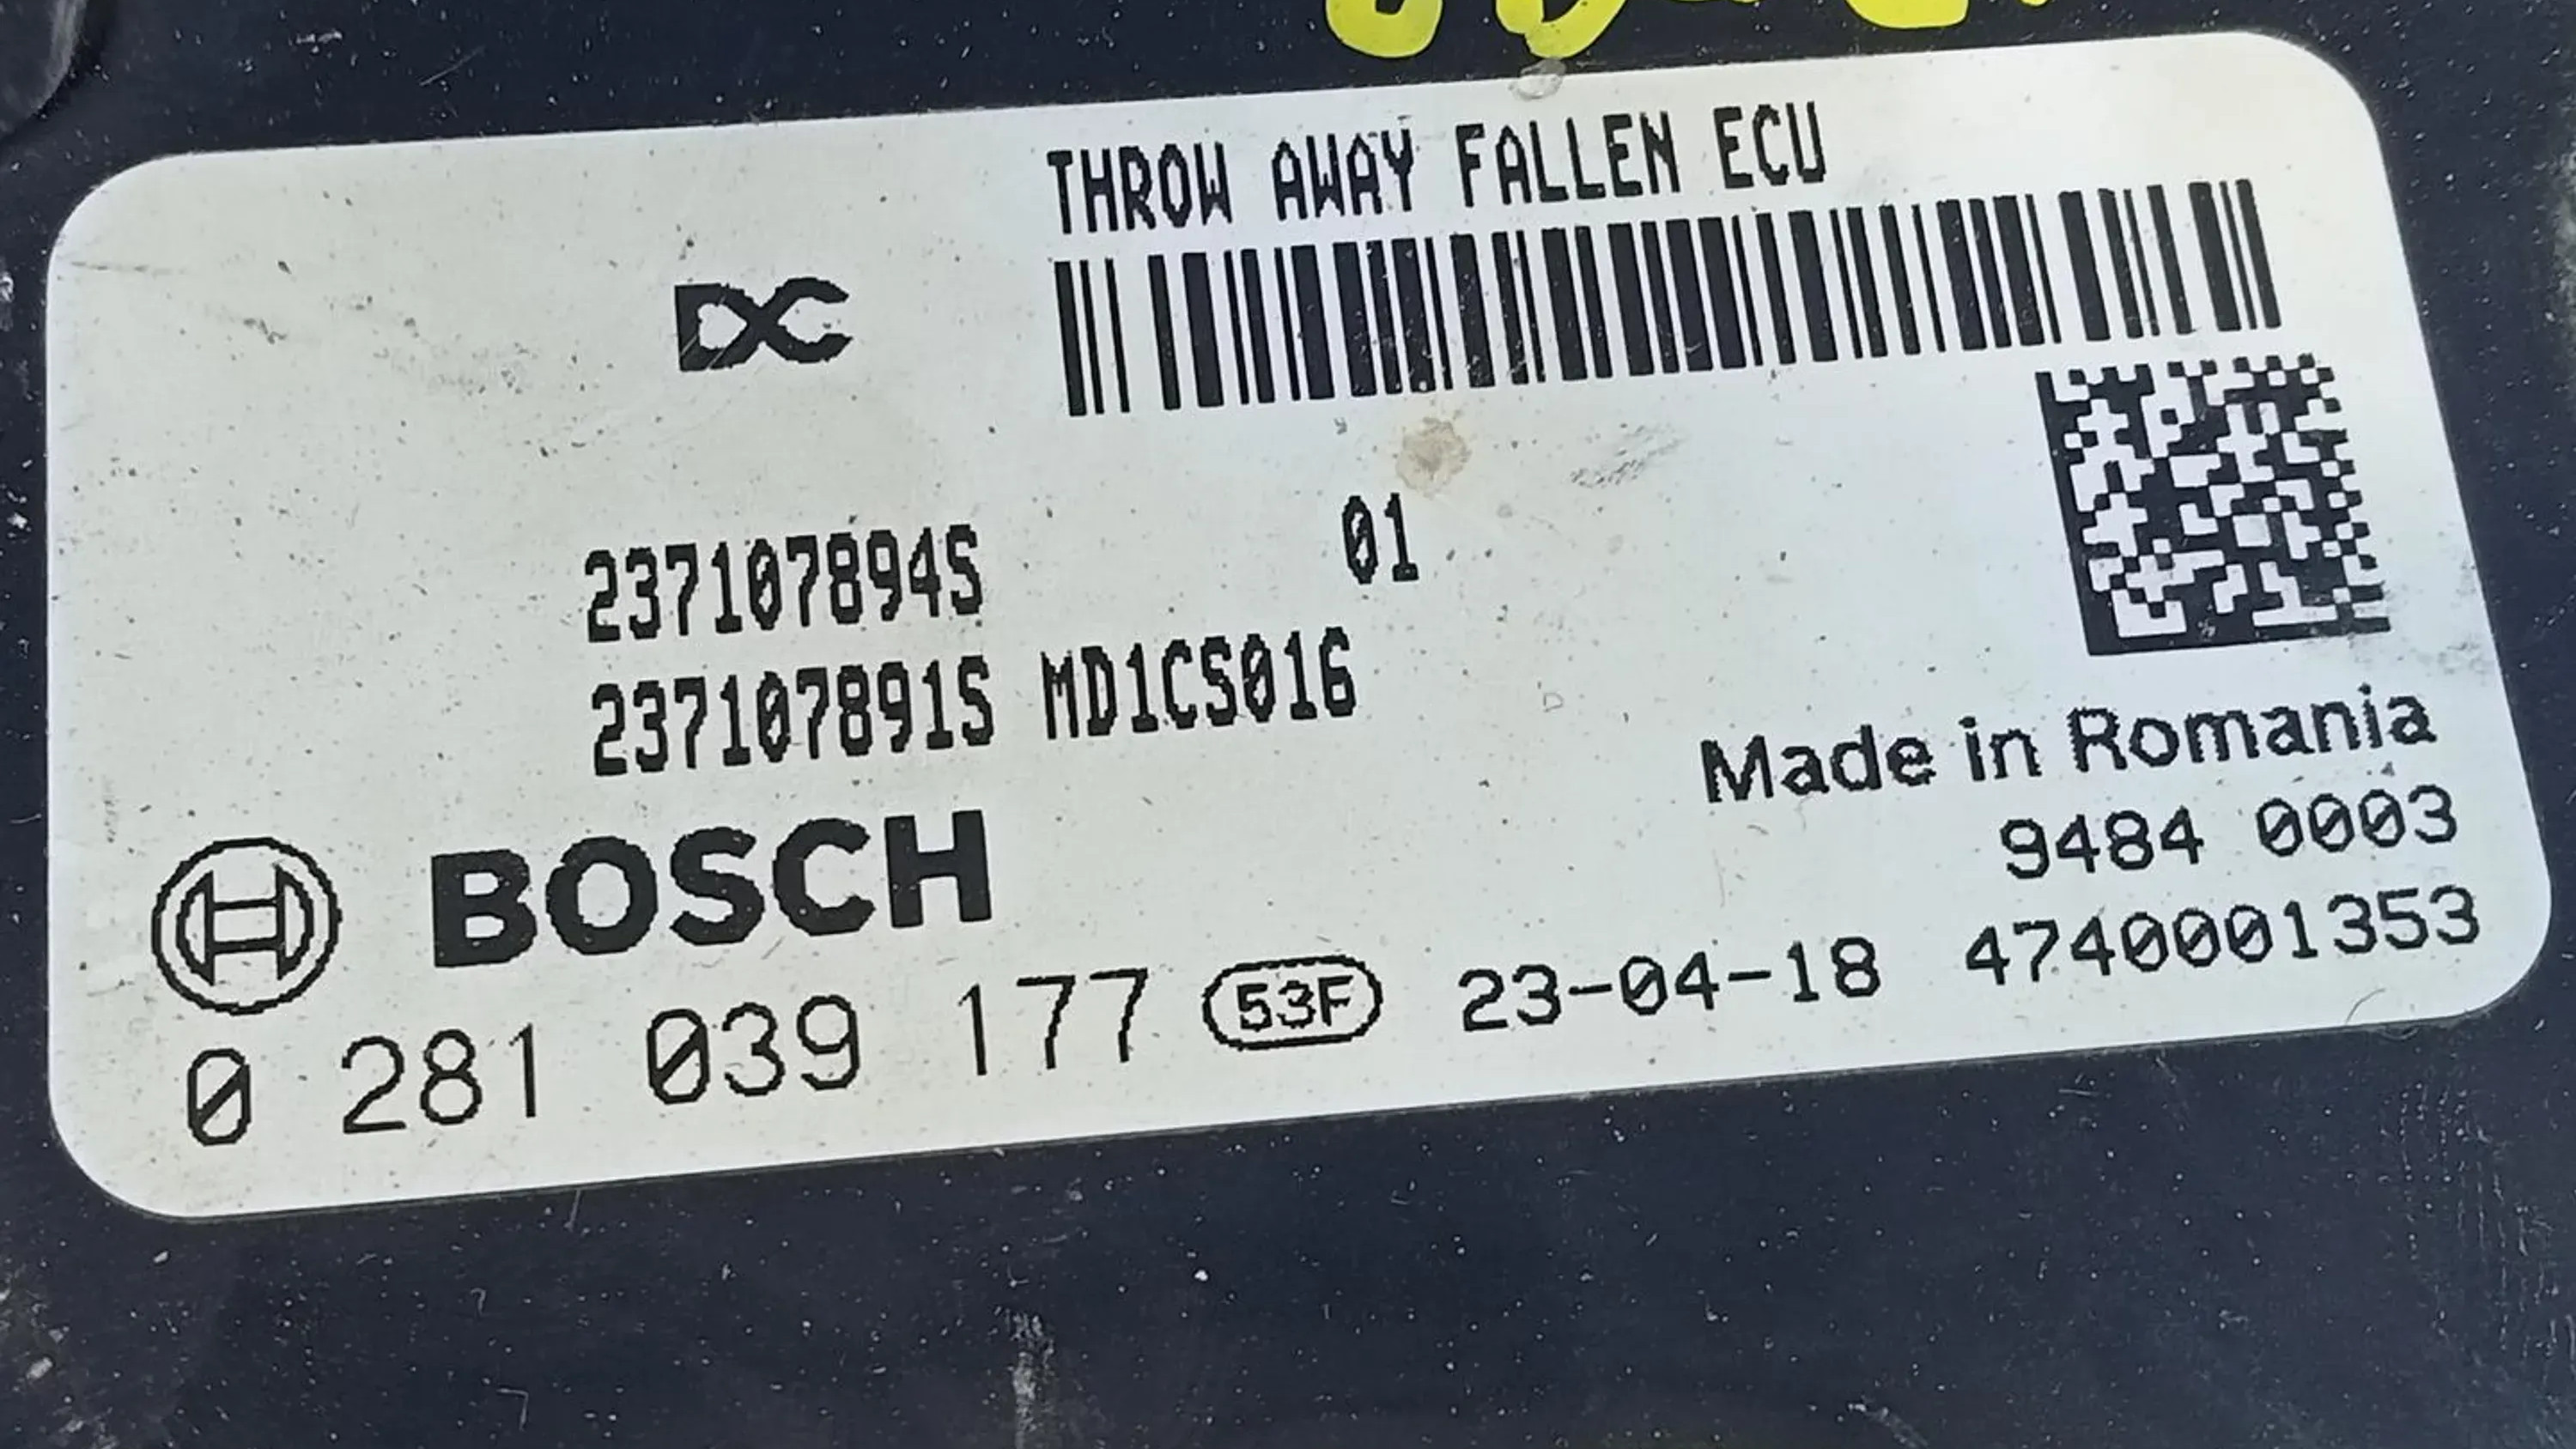 THROW AWAY FALLEN ECU
DC
237107894S 01
237107891S MD1CS016
Made in Romania
BOSCH
9484 0003
0 281 039 177 53F 23-04-18 4740001353